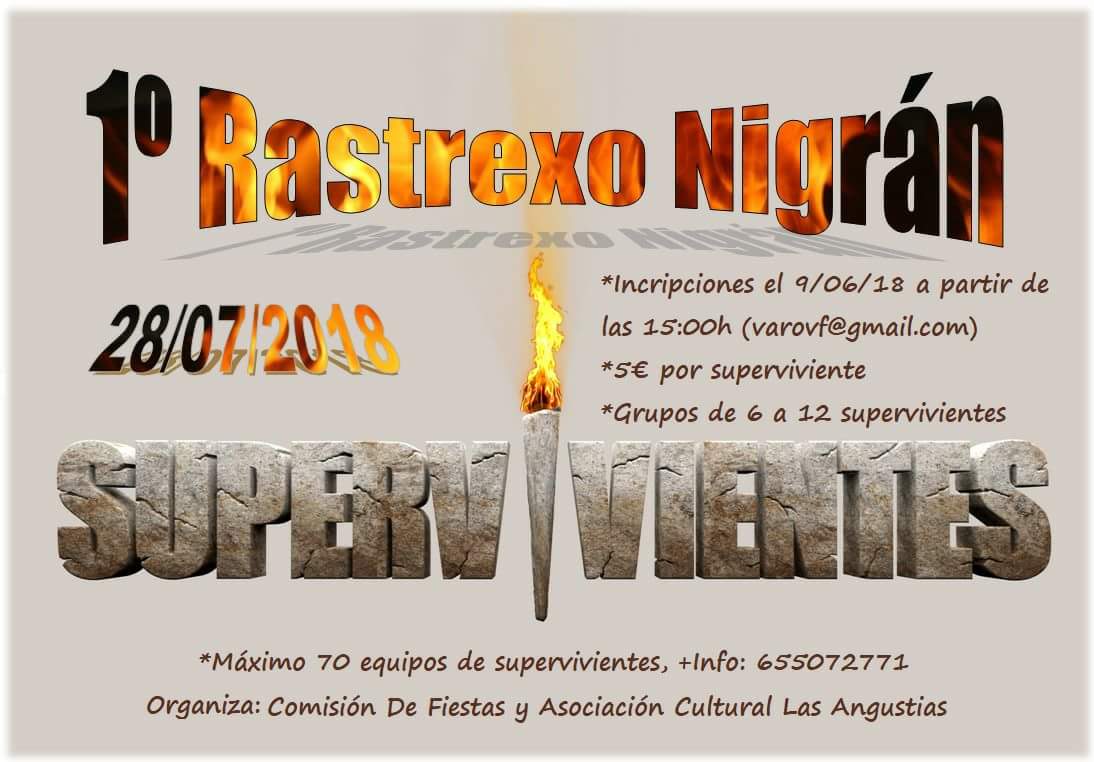 1º Rastrexo Nigrán
28/07/2018
*Incripciones el 9/06/18 a partir de
las 15:00h (varovf@gmail.com)
*5€ por superviviente
*Grupos de 6 a 12 supervivientes
SUPERVIVIENTES
*Máximo 70 equipos de supervivientes, +Info: 655072771
Organiza: Comisión De Fiestas y Asociación Cultural Las Angustias